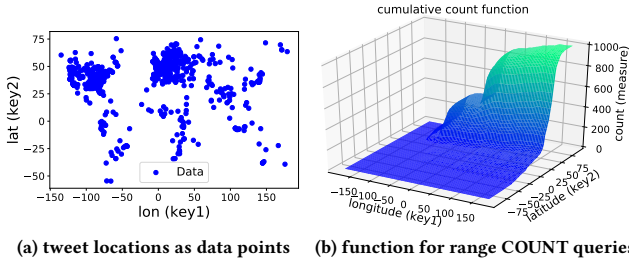 cumulative count function
75
50
25
0
−25
−50
lat (key2)
Data
−150 −100 −50 0 50 100 150
lon (key1)
1000
800
600
400
200
0
count (measure)
−150
−100
−50
0
50
100
150
longitude (key1)
−75
−50
−25
0
25
50
75
latitude (key2)
(a) tweet locations as data points
(b) function for range COUNT queries